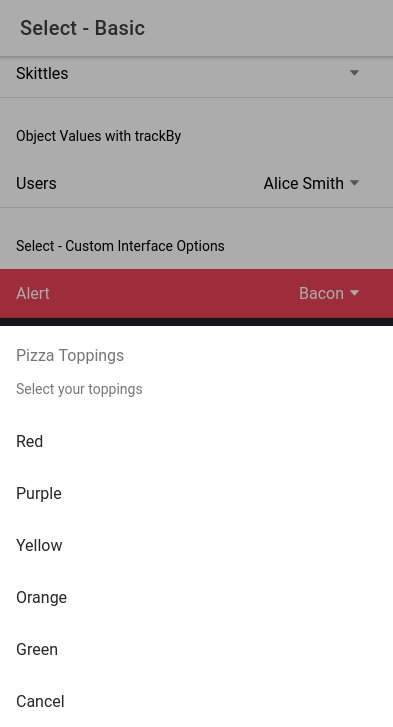 Select - Basic
Skittles
Object Values with trackBy
Users Alice Smith
Select - Custom Interface Options
Alert Bacon
Pizza Toppings
Select your toppings
Red
Purple
Yellow
Orange
Green
Cancel